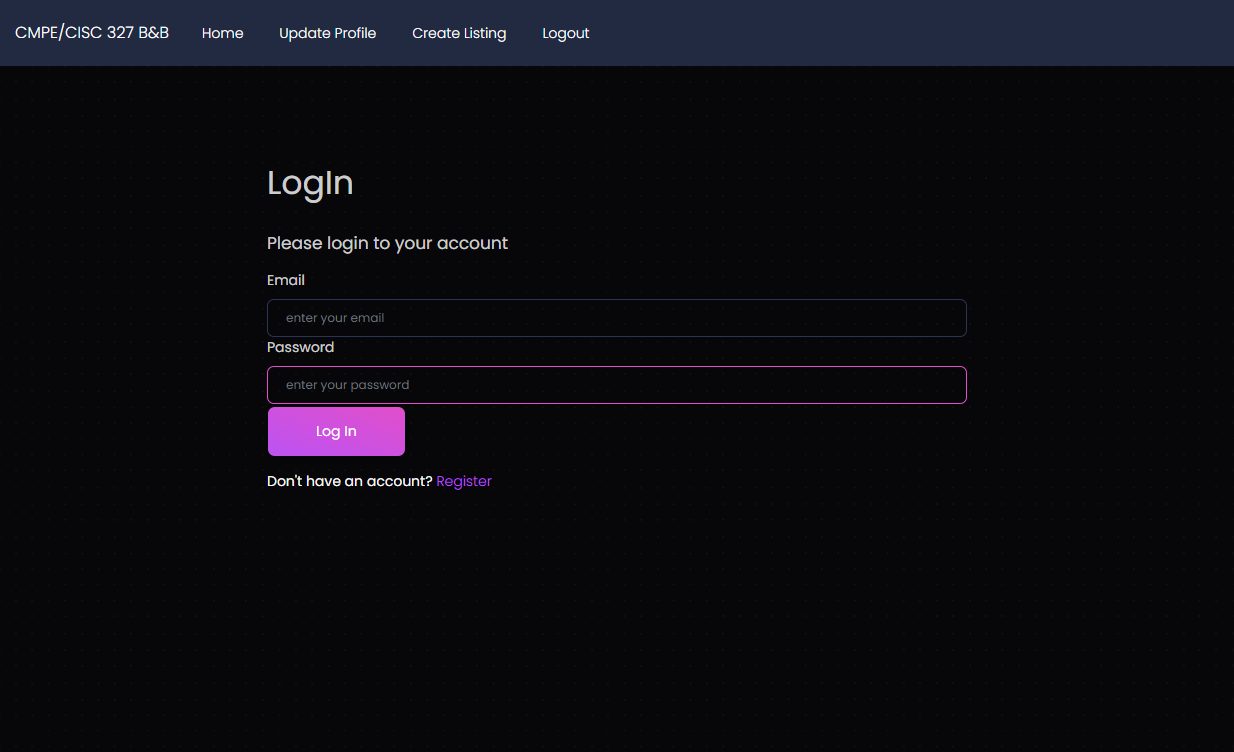 CMPE/CISC 327 B&B Home Update Profile Create Listing Logout
LogIn
Please login to your account
Email
enter your email
Password
enter your password
Log In
Don't have an account? Register